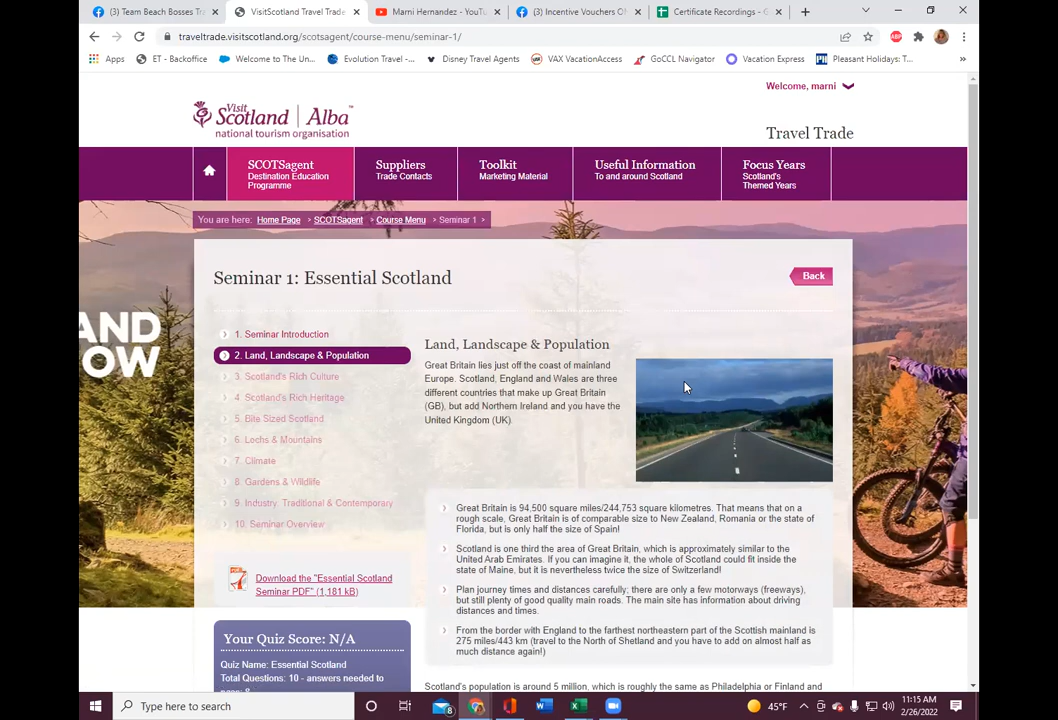 (3) Team Beach Bosses Tr
VisitScotland Travel Trade
Marni Hernandez - YouTu
(3) Incentive Vouchers O
Certificate Recordings - G
traveltrade.visitscotland.org/scotsagent/course-menu/seminar-1/
Apps
ET - Backoffice
Welcome to The Un...
Evolution Travel -...
Disney Travel Agents
VAX VacationAccess
GoCCL Navigator
Vacation Express
Pleasant Holidays: T...
Welcome, marni
Visit Scotland | Alba™
national tourism organisation
Travel Trade
SCOTSagent
Destination Education
Programme
Suppliers
Trade Contacts
Toolkit
Marketing Material
Useful Information
To and around Scotland
Focus Years
Scotland's
Themed Years
You are here: Home Page > SCOTSagent > Course Menu > Seminar 1 >
Seminar 1: Essential Scotland
Back
AND
OW
1. Seminar Introduction
2. Land, Landscape & Population
3. Scotland's Rich Culture
4. Scotland's Rich Heritage
5. Bite Sized Scotland
6. Lochs & Mountains
7. Climate
8. Gardens & Wildlife
9. Industry: Traditional & Contemporary
10. Seminar Overview
Download the "Essential Scotland
Seminar PDF" (1,181 kB)
Your Quiz Score: N/A
Quiz Name: Essential Scotland
Total Questions: 10 - answers needed to
pass: 8
Land, Landscape & Population
Great Britain lies just off the coast of mainland
Europe. Scotland, England and Wales are three
different countries that make up Great Britain
(GB), but add Northern Ireland and you have the
United Kingdom (UK).
Great Britain is 94,500 square miles/244,753 square kilometres. That means that on a
rough scale, Great Britain is of comparable size to New Zealand, Romania or the state of
Florida, but is only half the size of Spain!
Scotland is one third the area of Great Britain, which is approximately similar to the
United Arab Emirates. If you can imagine it, the whole of Scotland could fit inside the
state of Maine, but it is nevertheless twice the size of Switzerland!
Plan journey times and distances carefully; there are only a few motorways (freeways),
but still plenty of good quality main roads. The main site has information about driving
distances and times.
From the border with England to the farthest northeastern part of the Scottish mainland is
275 miles/443 km (travel to the North of Shetland and you have to add on almost half as
much distance again!)
Scotland's population is around 5 million, which is roughly the same as Philadelphia or Finland and
Type here to search
8
45°F
11:15 AM
2/26/2022